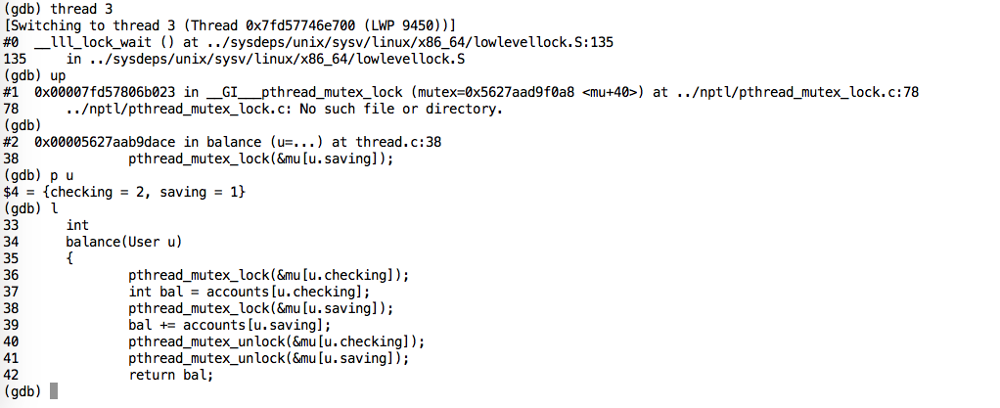 (gdb) thread 3
[Switching to thread 3 (Thread 0x7fd57746e700 (LWP 9450))]
#0  __lll_lock_wait () at ../sysdeps/unix/sysv/linux/x86_64/lowlevellock.S:135
135     in ../sysdeps/unix/sysv/linux/x86_64/lowlevellock.S
(gdb) up
#1  0x00007fd57806b023 in __GI___pthread_mutex_lock (mutex=0x5627aad9f0a8 <mu+40>) at ../nptl/pthread_mutex_lock.c:78
78      ../nptl/pthread_mutex_lock.c: No such file or directory.
(gdb)
#2  0x00005627aab9dace in balance (u=...) at thread.c:38
38              pthread_mutex_lock(&mu[u.saving]);
(gdb) p u
$4 = {checking = 2, saving = 1}
(gdb) l
33      int
34      balance(User u)
35      {
36              pthread_mutex_lock(&mu[u.checking]);
37              int bal = accounts[u.checking];
38              pthread_mutex_lock(&mu[u.saving]);
39              bal += accounts[u.saving];
40              pthread_mutex_unlock(&mu[u.checking]);
41              pthread_mutex_unlock(&mu[u.saving]);
42              return bal;
(gdb)